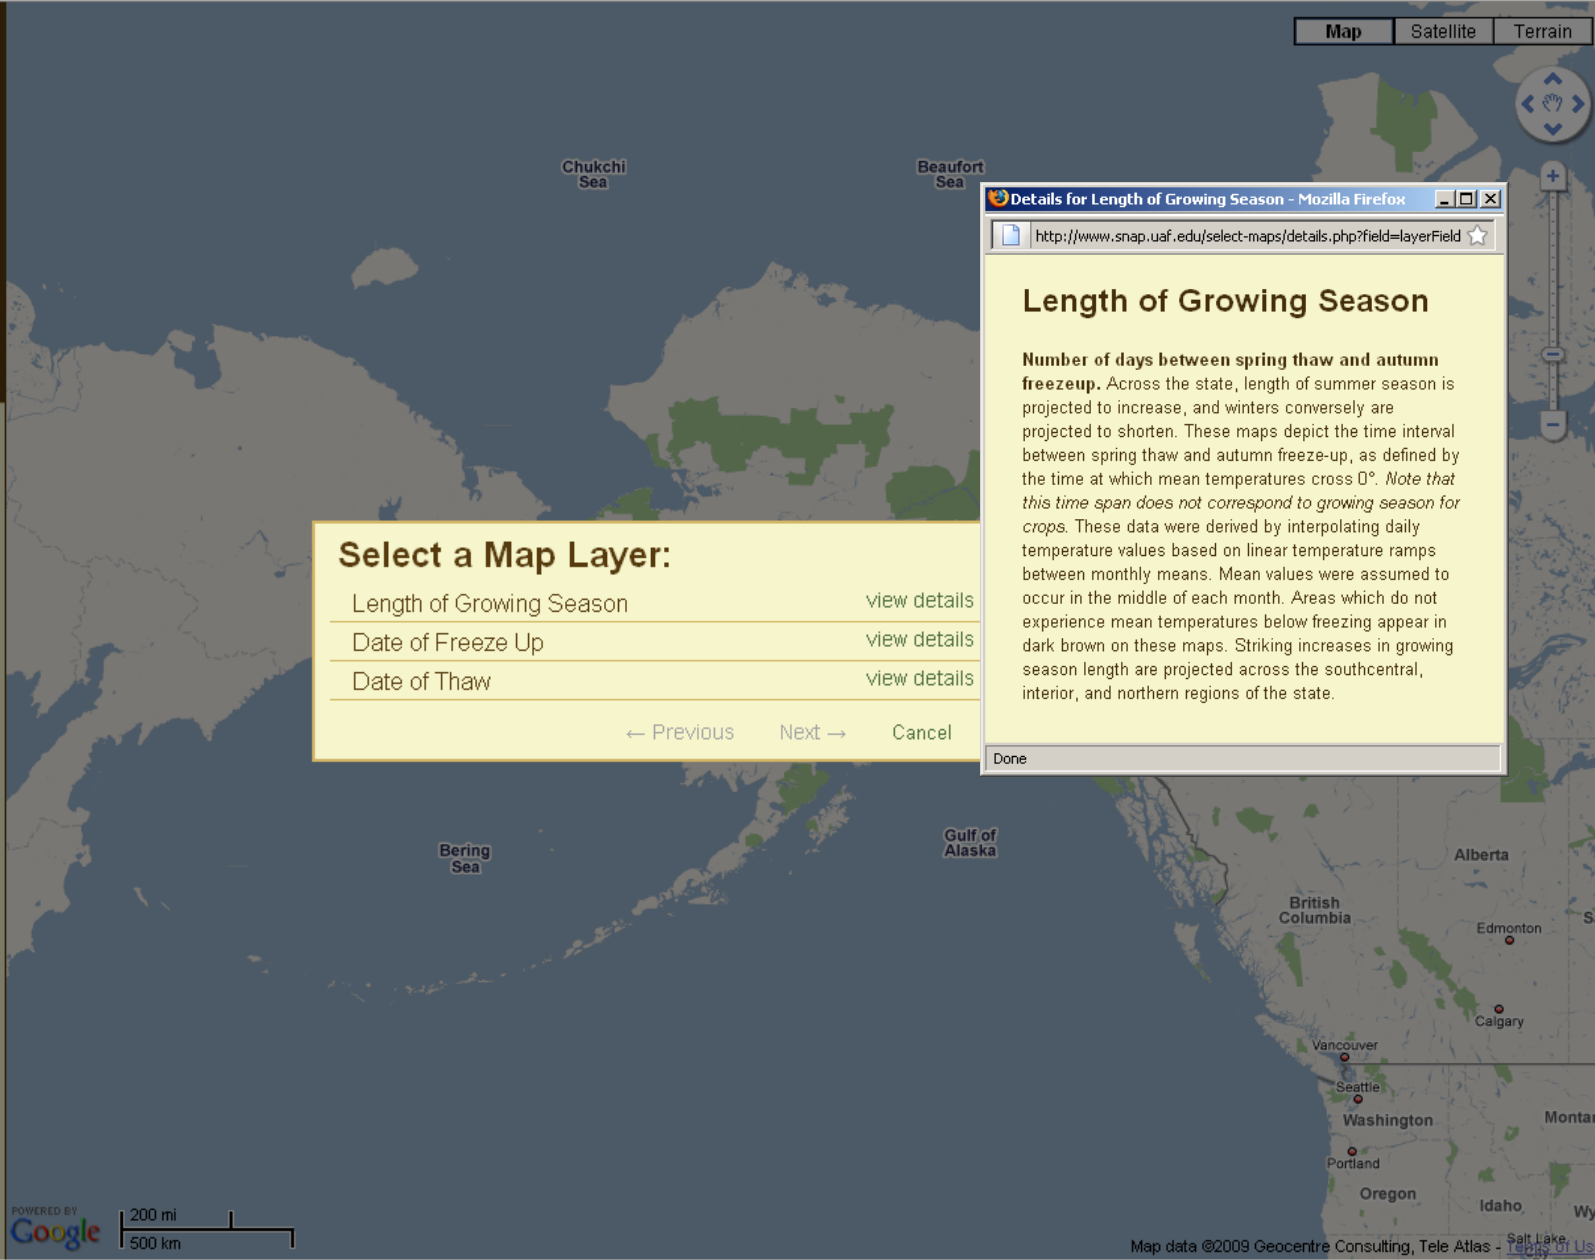 Map Satellite Terrain
Chukchi
Sea
Beaufort
Sea
Details for Length of Growing Season - Mozilla Firefox
http://www.snap.uaf.edu/select-maps/details.php?field=layerField
Length of Growing Season
Number of days between spring thaw and autumn
freezeup. Across the state, length of summer season is
projected to increase, and winters conversely are
projected to shorten. These maps depict the time interval
between spring thaw and autumn freeze-up, as defined by
the time at which mean temperatures cross 0°. Note that
this time span does not correspond to growing season for
crops. These data were derived by interpolating daily
temperature values based on linear temperature ramps
between monthly means. Mean values were assumed to
occur in the middle of each month. Areas which do not
experience mean temperatures below freezing appear in
dark brown on these maps. Striking increases in growing
season length are projected across the southcentral,
interior, and northern regions of the state.
Done
Select a Map Layer:
Length of Growing Season view details
Date of Freeze Up view details
Date of Thaw view details
← Previous Next → Cancel
Bering
Sea
Gulf of
Alaska
Alberta
British
Columbia
Edmonton
Calgary
Vancouver
Seattle
Washington
Montan
Portland
Oregon
Idaho
Wy
Salt Lake
City
POWERED BY
Google
200 mi
500 km
Map data ©2009 Geocentre Consulting, Tele Atlas - Terms of Us